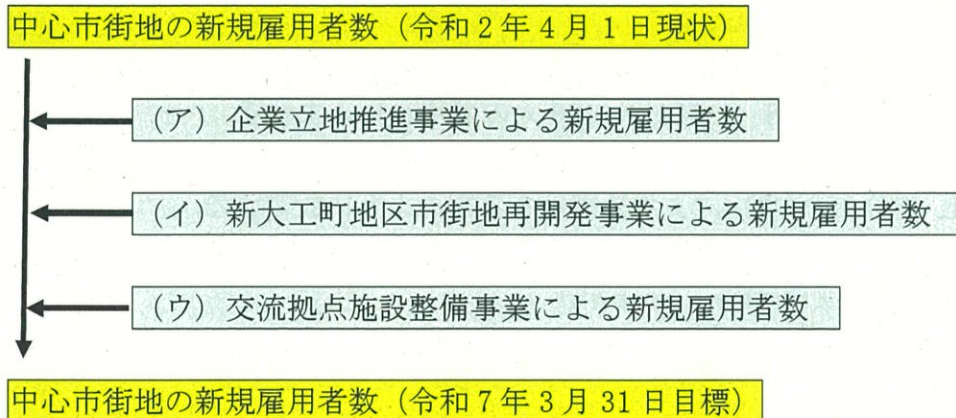 中心市街地の新規雇用者数（令和2年4月1日現状）
（ア）企業立地推進事業による新規雇用者数
（イ）新大工町地区市街地再開発事業による新規雇用者数
（ウ）交流拠点施設整備事業による新規雇用者数
中心市街地の新規雇用者数（令和7年3月31日目標）